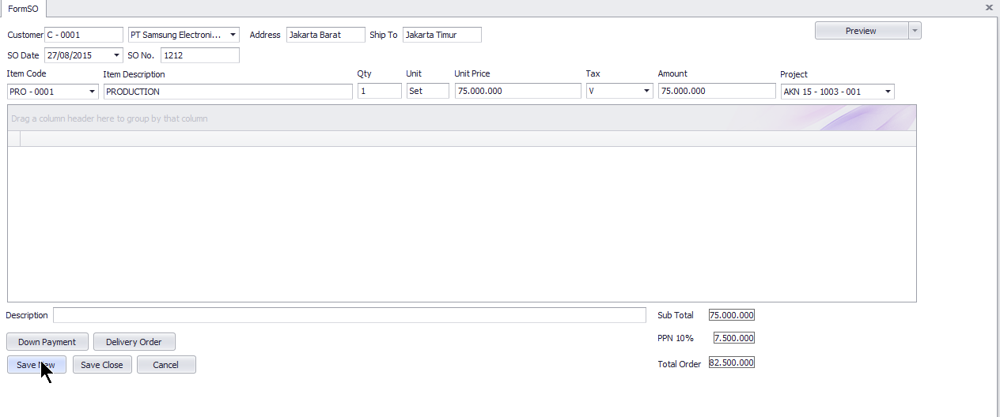 FormSO
Customer C - 0001 PT Samsung Electroni... Address Jakarta Barat Ship To Jakarta Timur Preview
SO Date 27/08/2015 SO No. 1212
Item Code Item Description Qty Unit Unit Price Tax Amount Project
PRO - 0001 PRODUCTION 1 Set 75.000.000 V 75.000.000 AKN 15 - 1003 - 001
Drag a column header here to group by that column
Description Sub Total 75.000.000
Down Payment Delivery Order PPN 10% 7.500.000
Save New Save Close Cancel Total Order 82.500.000